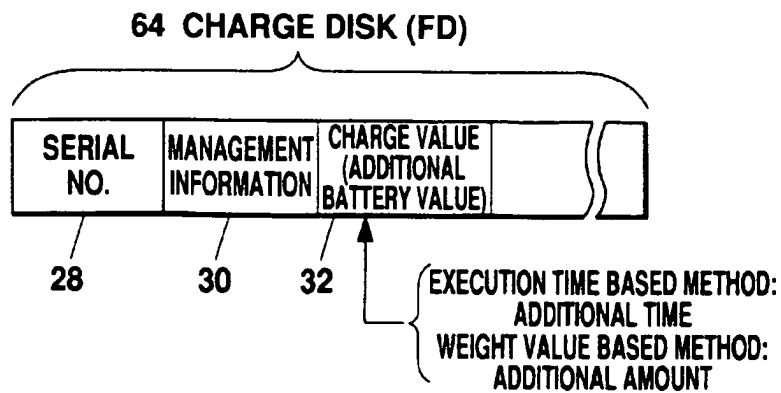 64 CHARGE DISK (FD)
SERIAL
NO.
MANAGEMENT
INFORMATION
CHARGE VALUE
(ADDITIONAL
BATTERY VALUE)
28
30
32
EXECUTION TIME BASED METHOD:
ADDITIONAL TIME
WEIGHT VALUE BASED METHOD:
ADDITIONAL AMOUNT